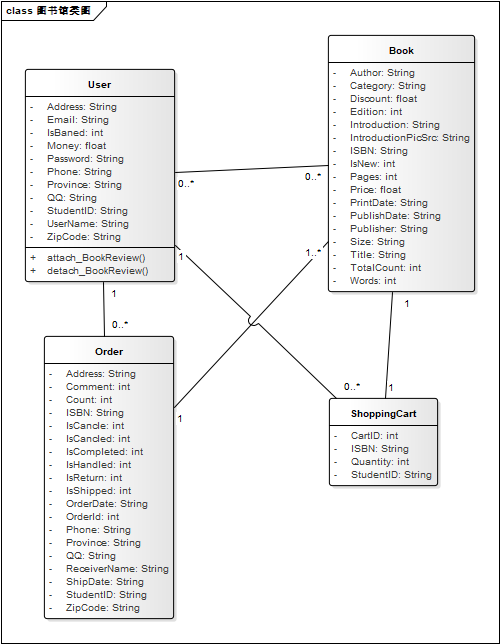 class 图书馆类图
User
- Address: String
- Email: String
- IsBaned: int
- Money: float
- Password: String
- Phone: String
- Province: String
- QQ: String
- StudentID: String
- UserName: String
- ZipCode: String
+ attach_BookReview()
+ detach_BookReview()
Book
- Author: String
- Category: String
- Discount: float
- Edition: int
- Introduction: String
- IntroductionPicSrc: String
- ISBN: String
- IsNew: int
- Pages: int
- Price: float
- PrintDate: String
- PublishDate: String
- Publisher: String
- Size: String
- Title: String
- TotalCount: int
- Words: int
0..*
0..*
1
1..*
1
1
0..*
0..*
1
1
Order
- Address: String
- Comment: int
- Count: int
- ISBN: String
- IsCancle: int
- IsCancled: int
- IsCompleted: int
- IsHandled: int
- IsReturn: int
- IsShipped: int
- OrderDate: String
- OrderId: int
- Phone: String
- Province: String
- QQ: String
- ReceiverName: String
- ShipDate: String
- StudentID: String
- ZipCode: String
ShoppingCart
- CartID: int
- ISBN: String
- Quantity: int
- StudentID: String